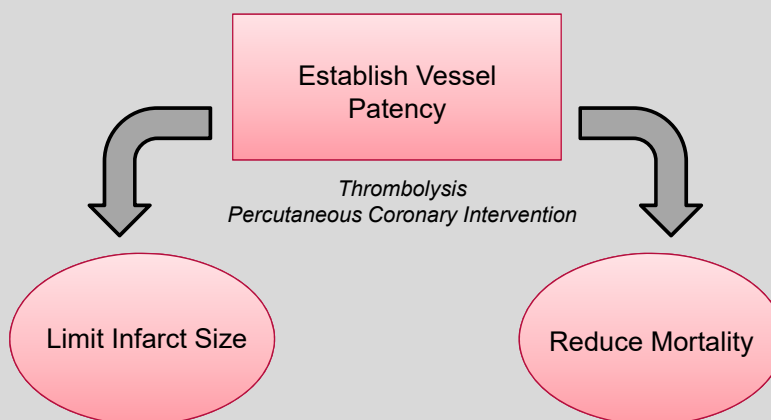 Establish Vessel
Patency
Thrombolysis
Percutaneous Coronary Intervention
Limit Infarct Size
Reduce Mortality